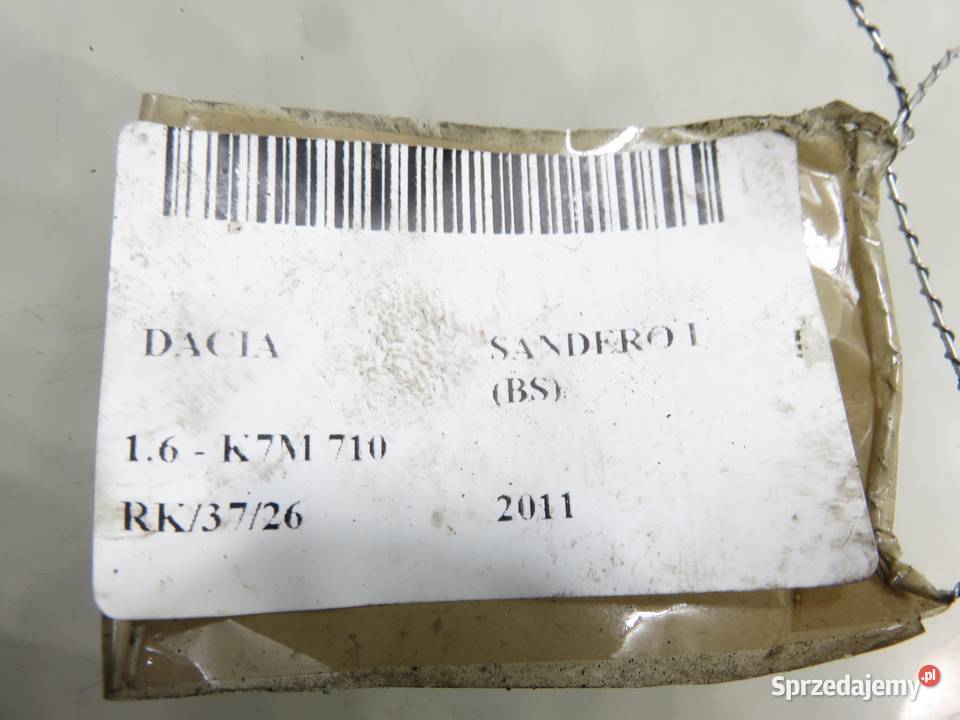 DACIA SANDERO I
(BS)
1.6 - K7M 710
RK/37/26 2011
Sprzedajemy.pl